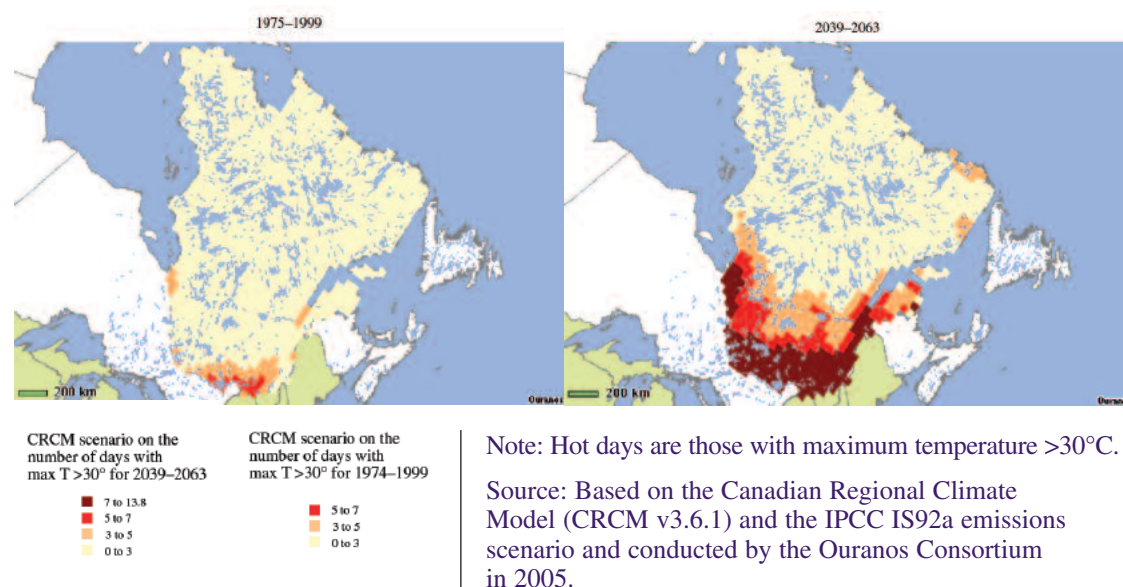 1975–1999
2039–2063
200 km
Ouranos
200 km
Ouran
CRCM scenario on the
number of days with
max T >30° for 2039–2063
7 to 13.8
5 to 7
3 to 5
0 to 3
CRCM scenario on the
number of days with
max T >30° for 1974–1999
5 to 7
3 to 5
0 to 3
Note: Hot days are those with maximum temperature >30°C.
Source: Based on the Canadian Regional Climate
Model (CRCM v3.6.1) and the IPCC IS92a emissions
scenario and conducted by the Ouranos Consortium
in 2005.